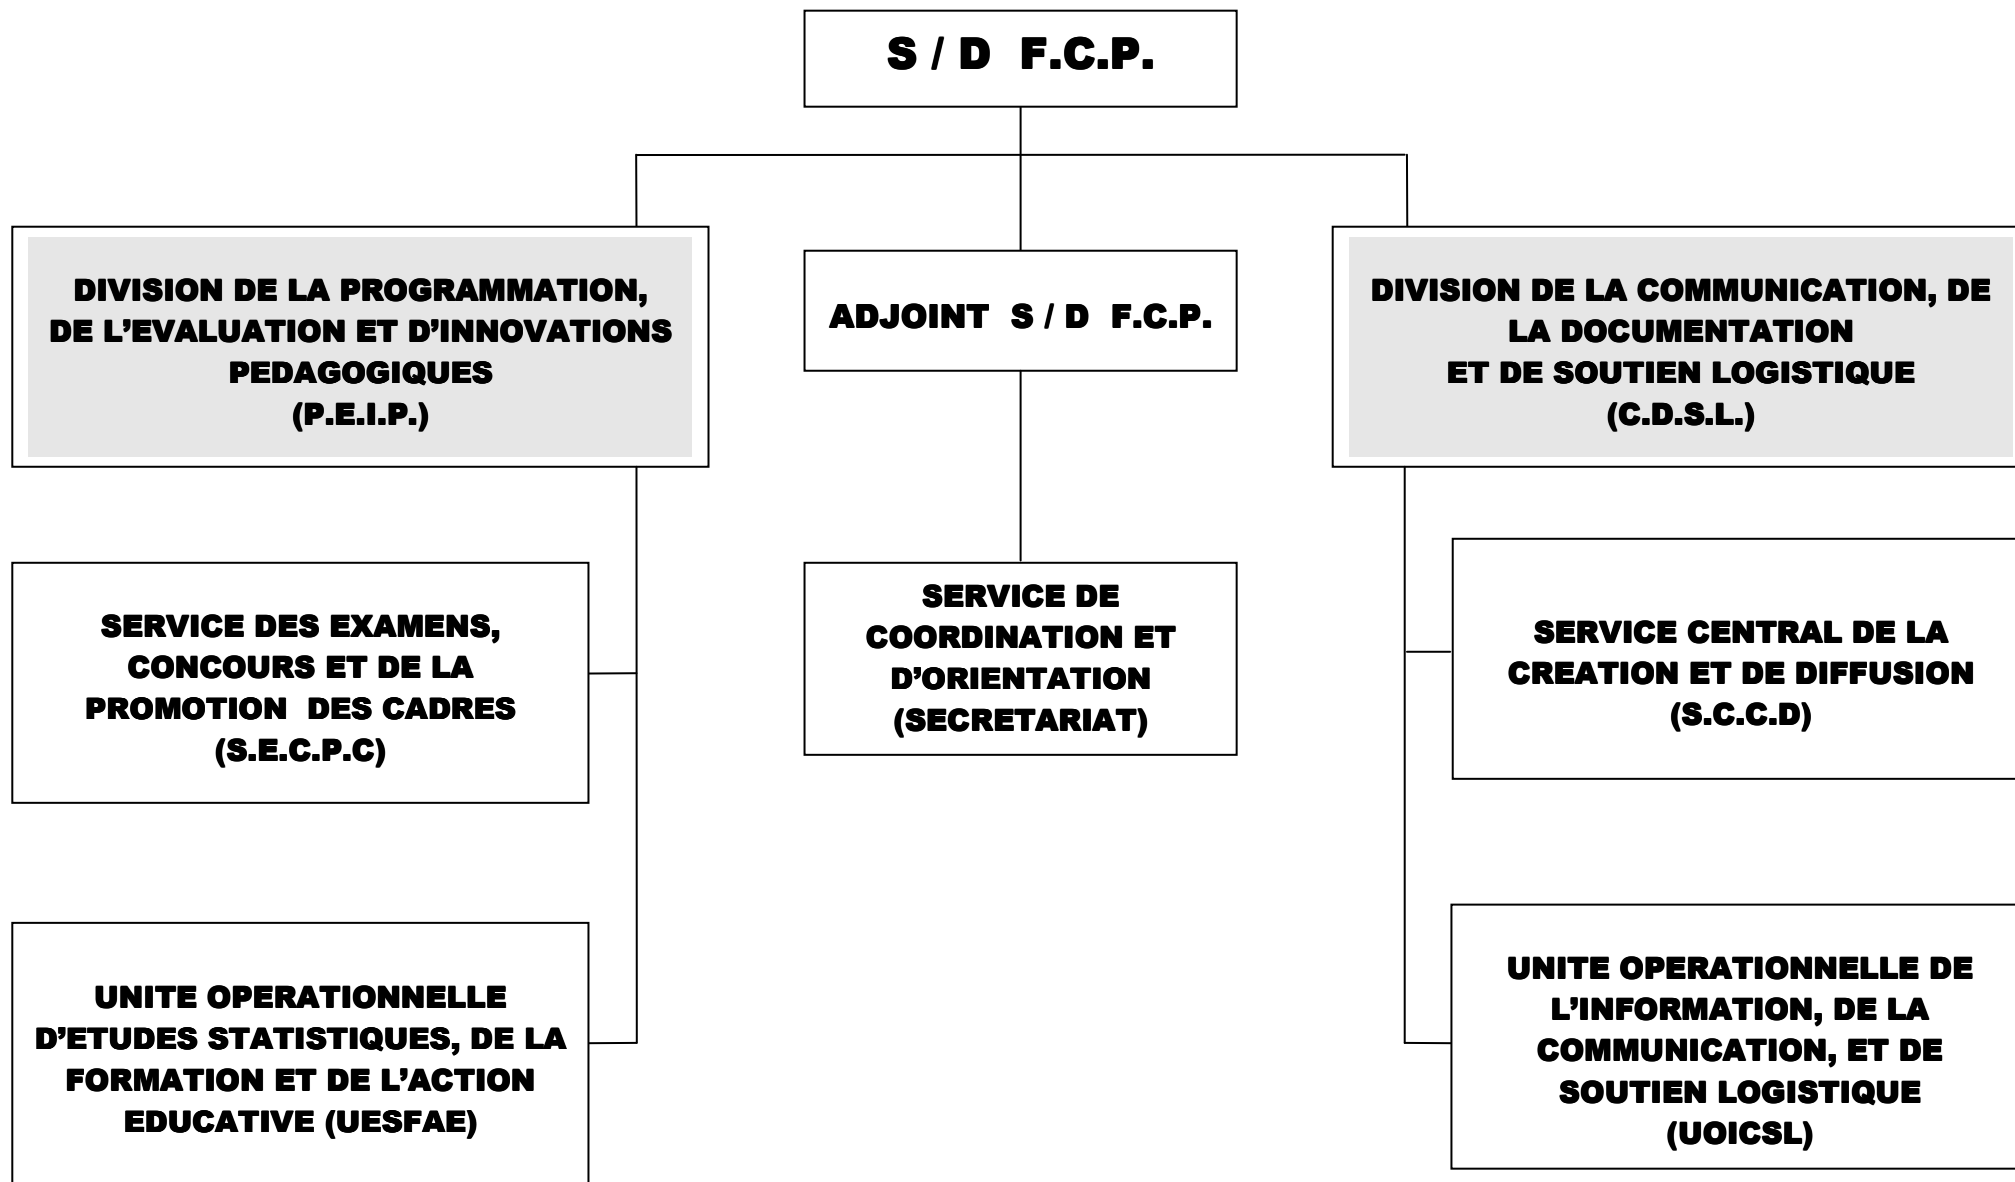 S / D F.C.P.
DIVISION DE LA PROGRAMMATION,
DE L’EVALUATION ET D’INNOVATIONS
PEDAGOGIQUES
(P.E.I.P.)
ADJOINT S / D F.C.P.
DIVISION DE LA COMMUNICATION, DE
LA DOCUMENTATION
ET DE SOUTIEN LOGISTIQUE
(C.D.S.L.)
SERVICE DES EXAMENS,
CONCOURS ET DE LA
PROMOTION DES CADRES
(S.E.C.P.C)
SERVICE DE
COORDINATION ET
D’ORIENTATION
(SECRETARIAT)
SERVICE CENTRAL DE LA
CREATION ET DE DIFFUSION
(S.C.C.D)
UNITE OPERATIONNELLE
D’ETUDES STATISTIQUES, DE LA
FORMATION ET DE L’ACTION
EDUCATIVE (UESFAE)
UNITE OPERATIONNELLE DE
L’INFORMATION, DE LA
COMMUNICATION, ET DE
SOUTIEN LOGISTIQUE
(UOICSL)